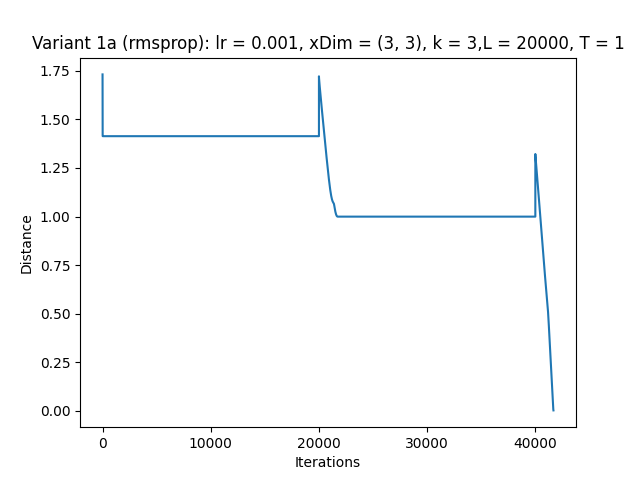 Variant 1a (rmsprop): lr = 0.001, xDim = (3, 3), k = 3,L = 20000, T = 1
1.75
1.50
1.25
1.00
0.75
0.50
0.25
0.00
Distance
0 10000 20000 30000 40000
Iterations